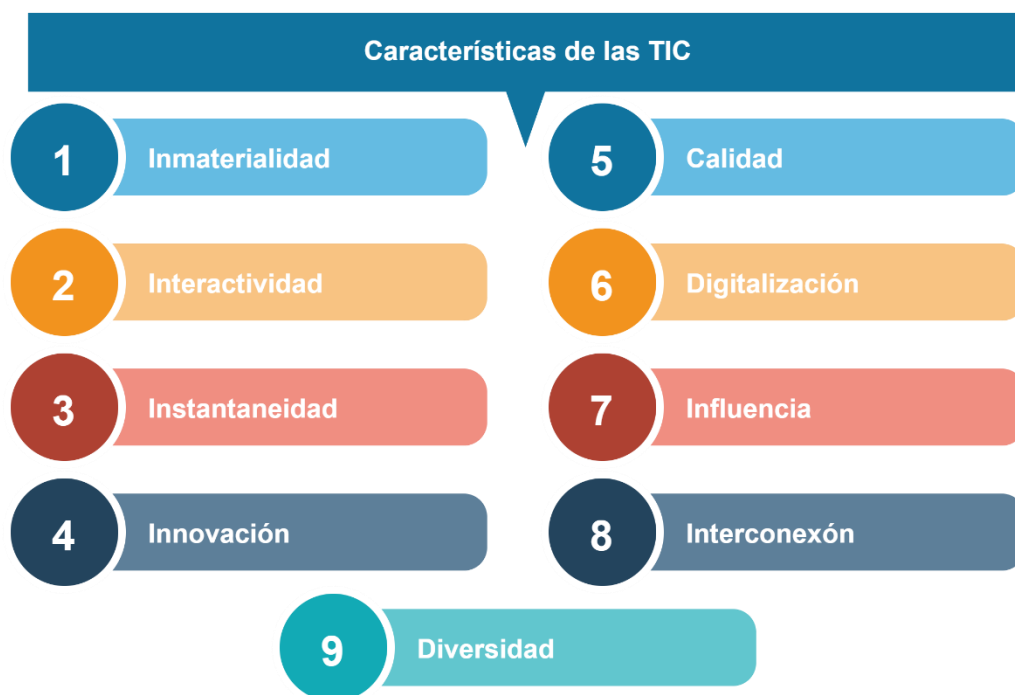 Características de las TIC
1
Inmaterialidad
2
Interactividad
3
Instantaneidad
4
Innovación
5
Calidad
6
Digitalización
7
Influencia
8
Interconexón
9
Diversidad